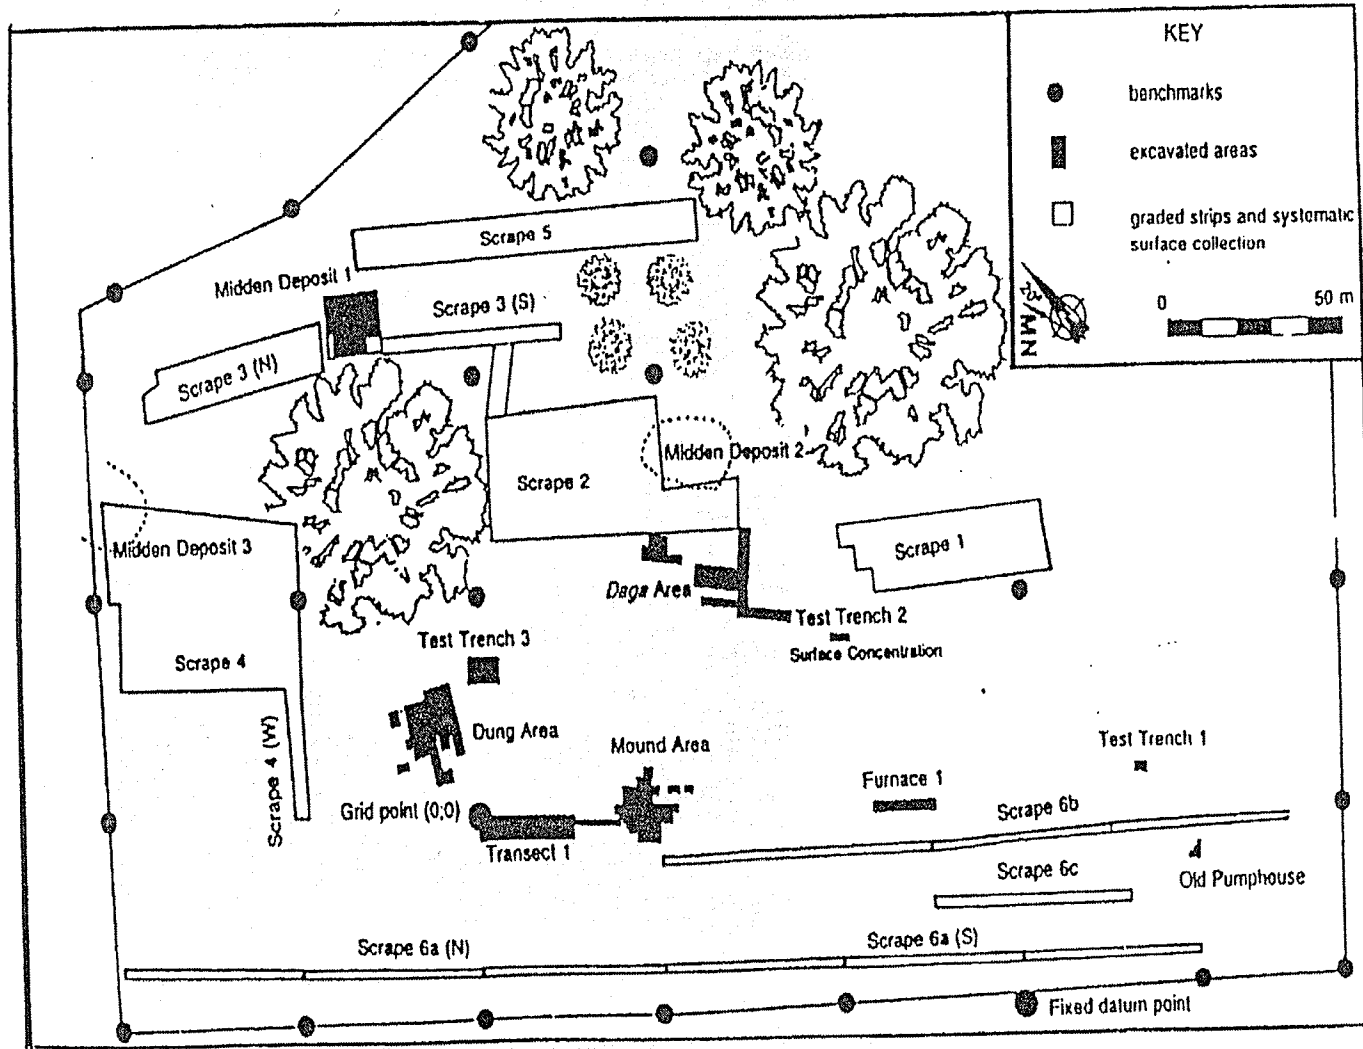 KEY
benchmarks
excavated areas
graded strips and systematic
surface collection
0 50 m
MN
Scrape 5
Midden Deposit 1
Scrape 3 (S)
Scrape 3 (N)
Midden Deposit 2
Scrape 2
Midden Deposit 3
Scrape 1
Daga Area
Test Trench 2
Surface Concentration
Test Trench 3
Scrape 4
Dung Area
Scrape 4 (W)
Mound Area
Test Trench 1
Furnace 1
Grid point (0;0)
Scrape 6b
Transect 1
Scrape 6c
Old Pumphouse
Scrape 6a (N)
Scrape 6a (S)
Fixed datum point